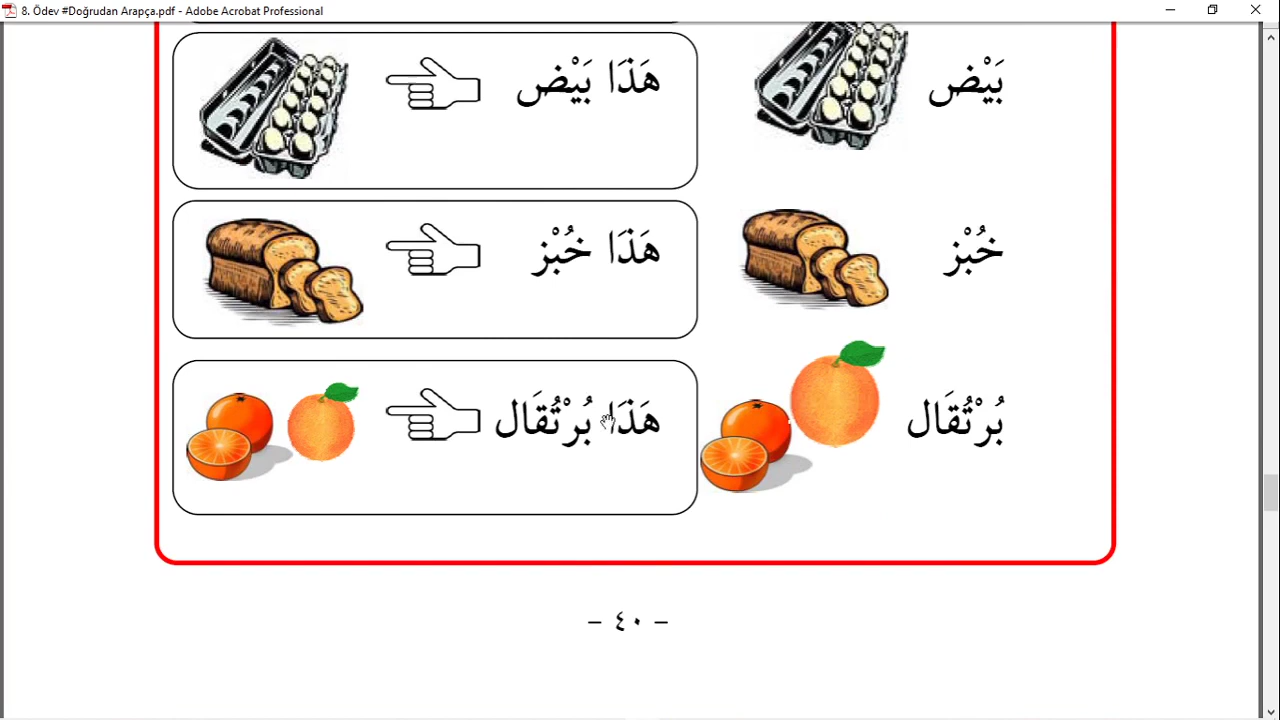 8. Ödev #Doğrudan Arapça.pdf - Adobe Acrobat Professional
بَيْض
هَذَا بَيْض
خُبْز
هَذَا خُبْز
بُرْتُقَال
هَذَا بُرْتُقَال
- ٤٠ -